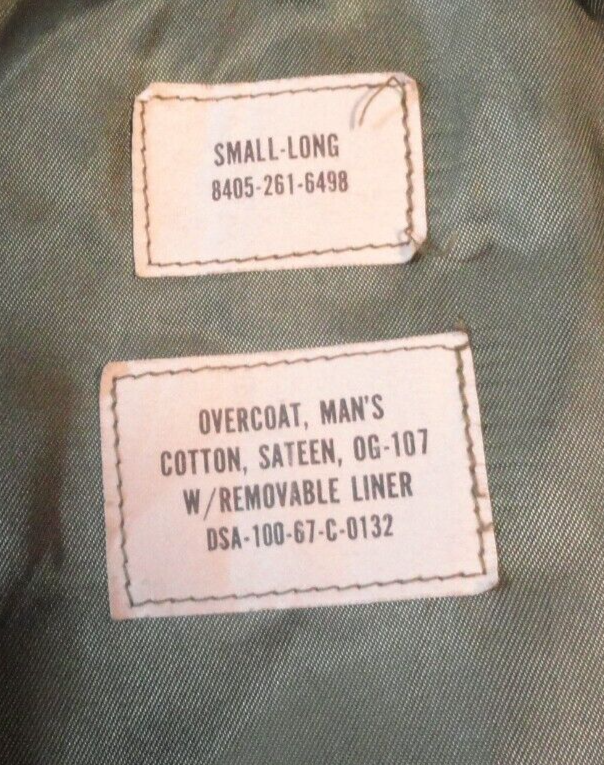 SMALL-LONG
8405-261-6498
OVERCOAT, MAN'S
COTTON, SATEEN, OG-107
W/REMOVABLE LINER
DSA-100-67-C-0132